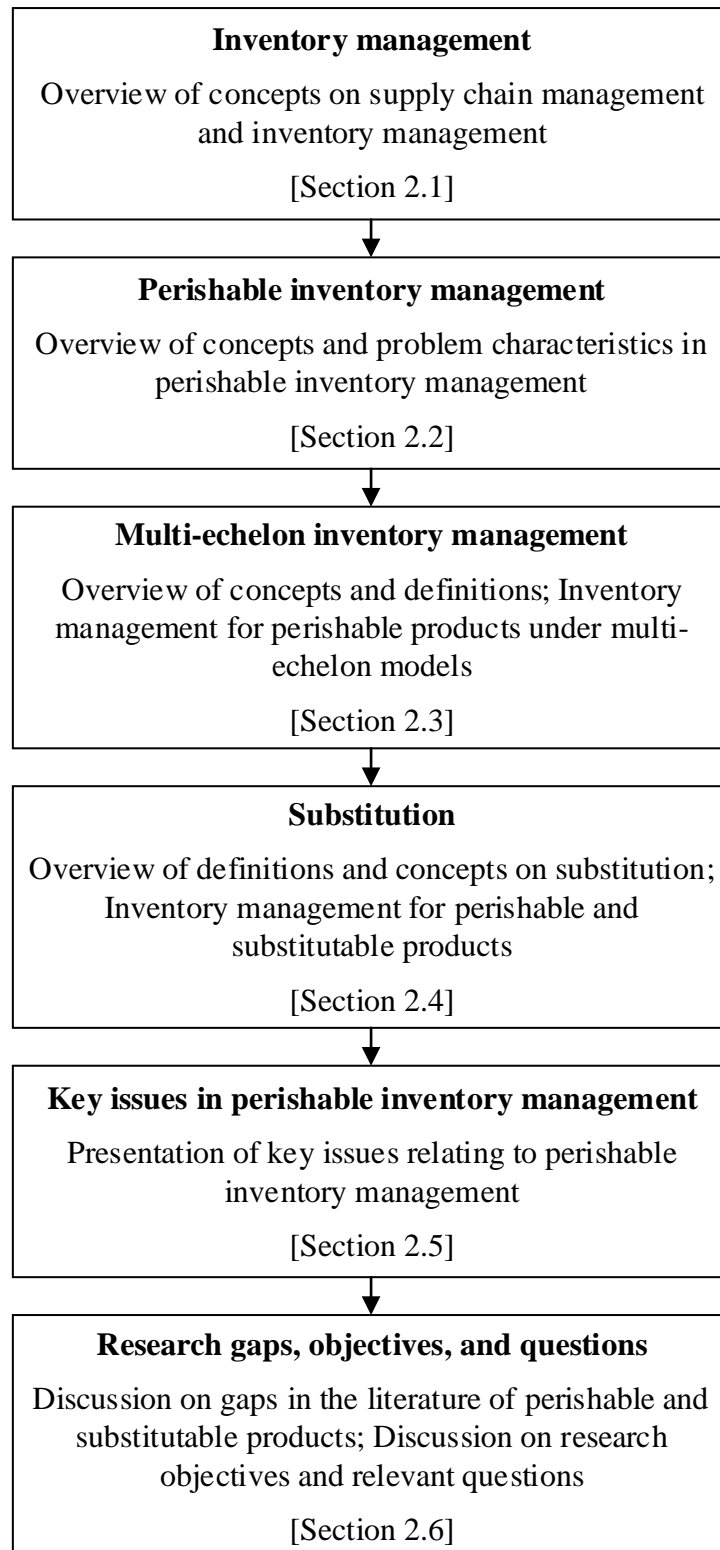 Inventory management
Overview of concepts on supply chain management
and inventory management
[Section 2.1]
Perishable inventory management
Overview of concepts and problem characteristics in
perishable inventory management
[Section 2.2]
Multi-echelon inventory management
Overview of concepts and definitions; Inventory
management for perishable products under multi-
echelon models
[Section 2.3]
Substitution
Overview of definitions and concepts on substitution;
Inventory management for perishable and
substitutable products
[Section 2.4]
Key issues in perishable inventory management
Presentation of key issues relating to perishable
inventory management
[Section 2.5]
Research gaps, objectives, and questions
Discussion on gaps in the literature of perishable and
substitutable products; Discussion on research
objectives and relevant questions
[Section 2.6]